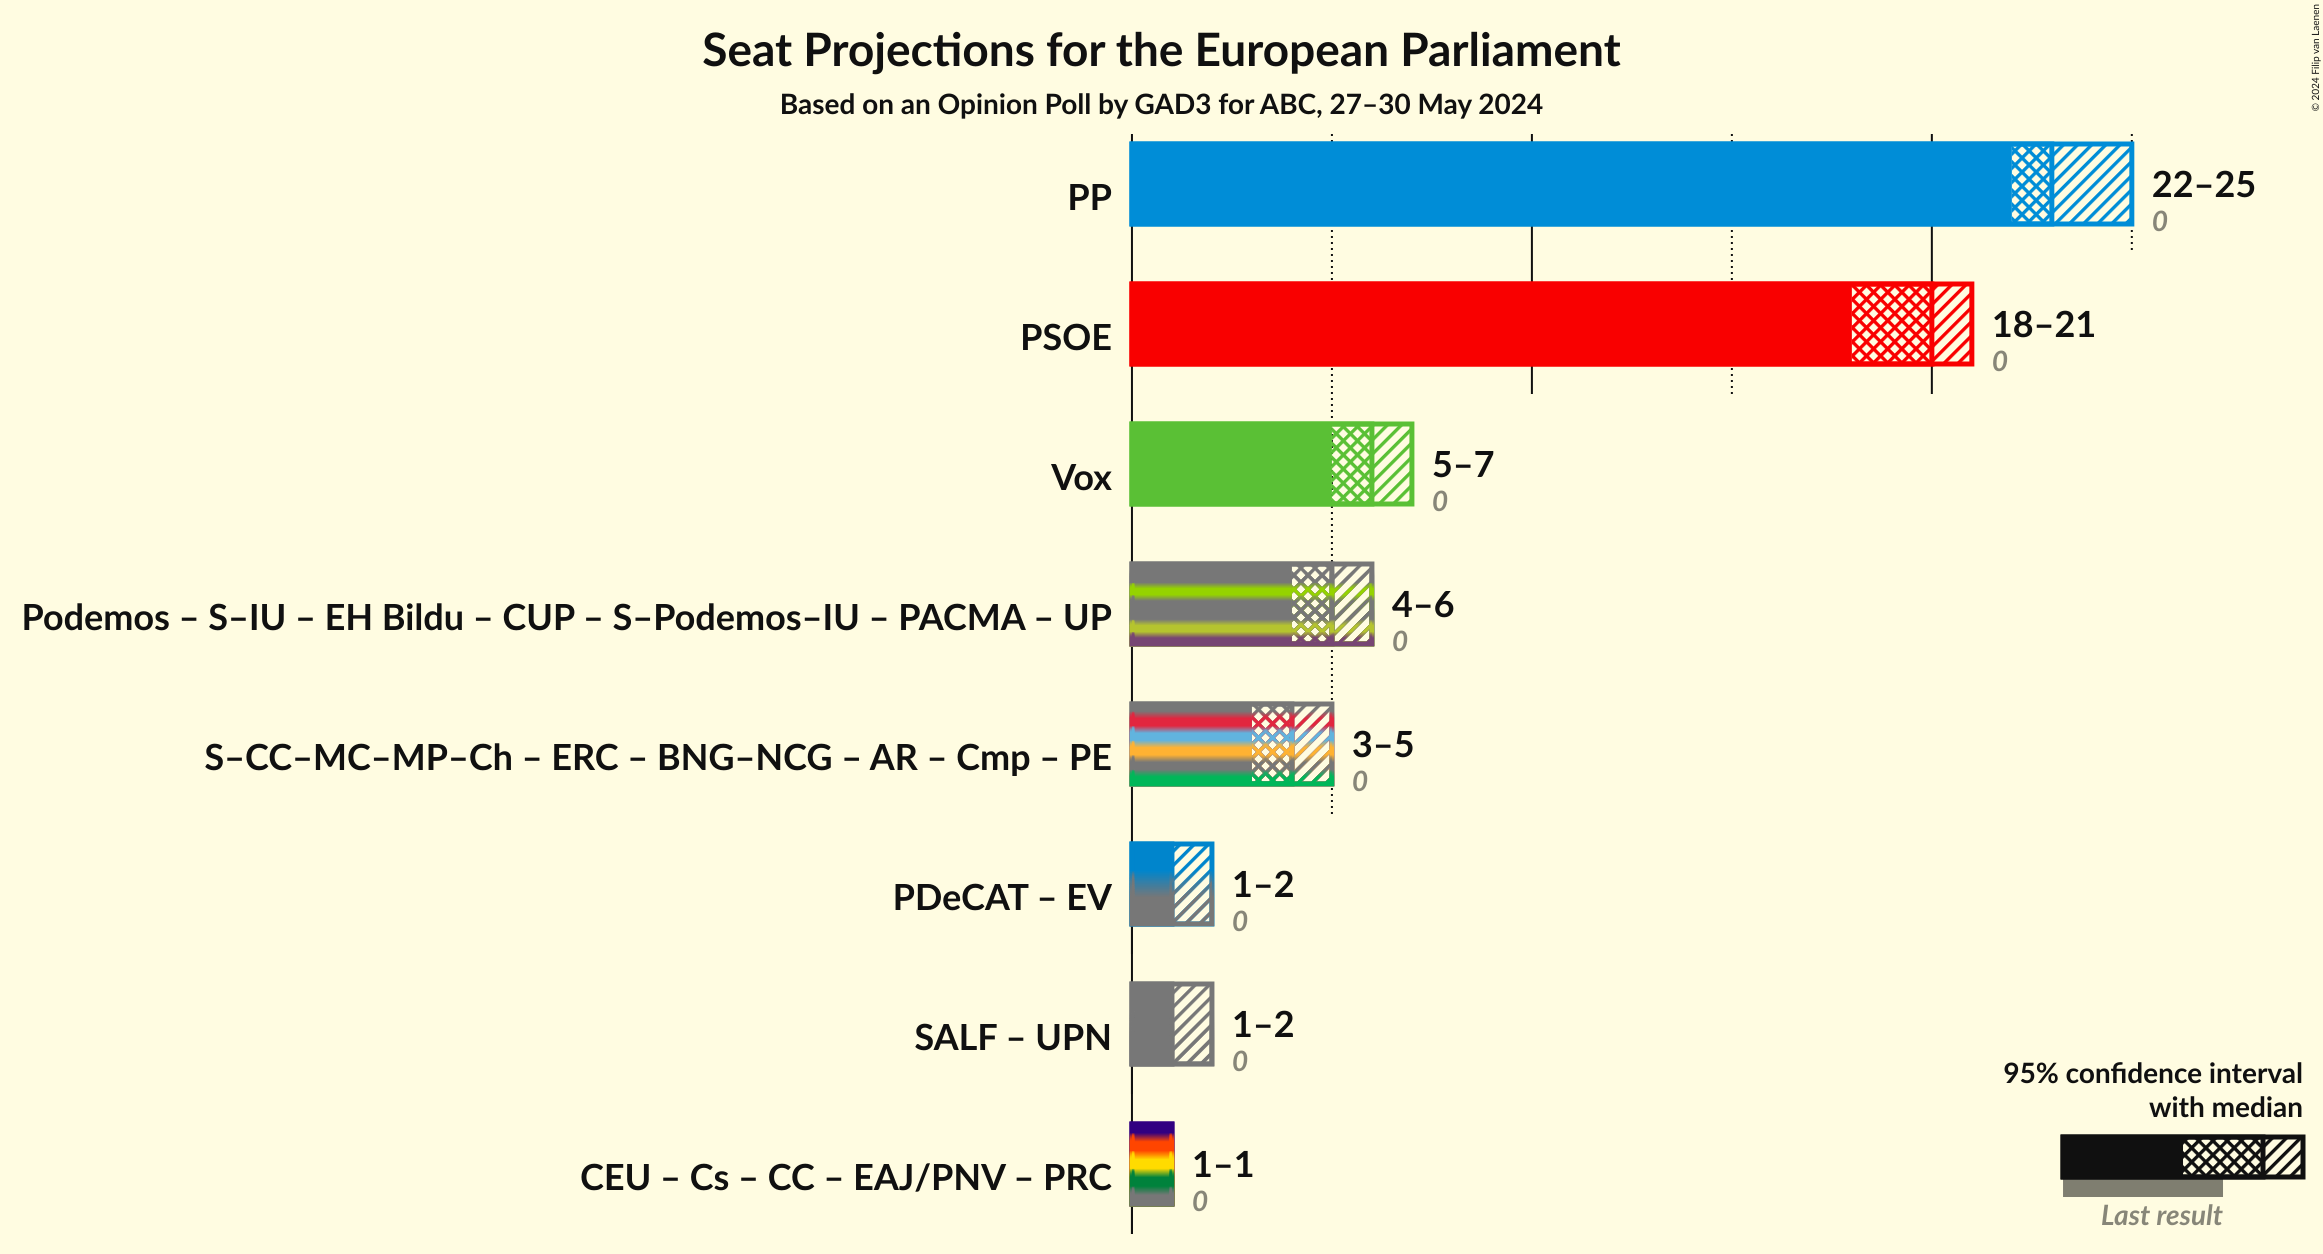 Seat Projections for the European Parliament
Based on an Opinion Poll by GAD3 for ABC, 27–30 May 2024
© 2024 Filip van Laenen
PP
22–25
0
PSOE
18–21
0
Vox
5–7
0
Podemos – S–IU – EH Bildu – CUP – S–Podemos–IU – PACMA – UP
4–6
0
S–CC–MC–MP–Ch – ERC – BNG–NCG – AR – Cmp – PE
3–5
0
PDeCAT – EV
1–2
0
SALF – UPN
1–2
0
CEU – Cs – CC – EAJ/PNV – PRC
1–1
0
95% confidence interval
with median
Last result